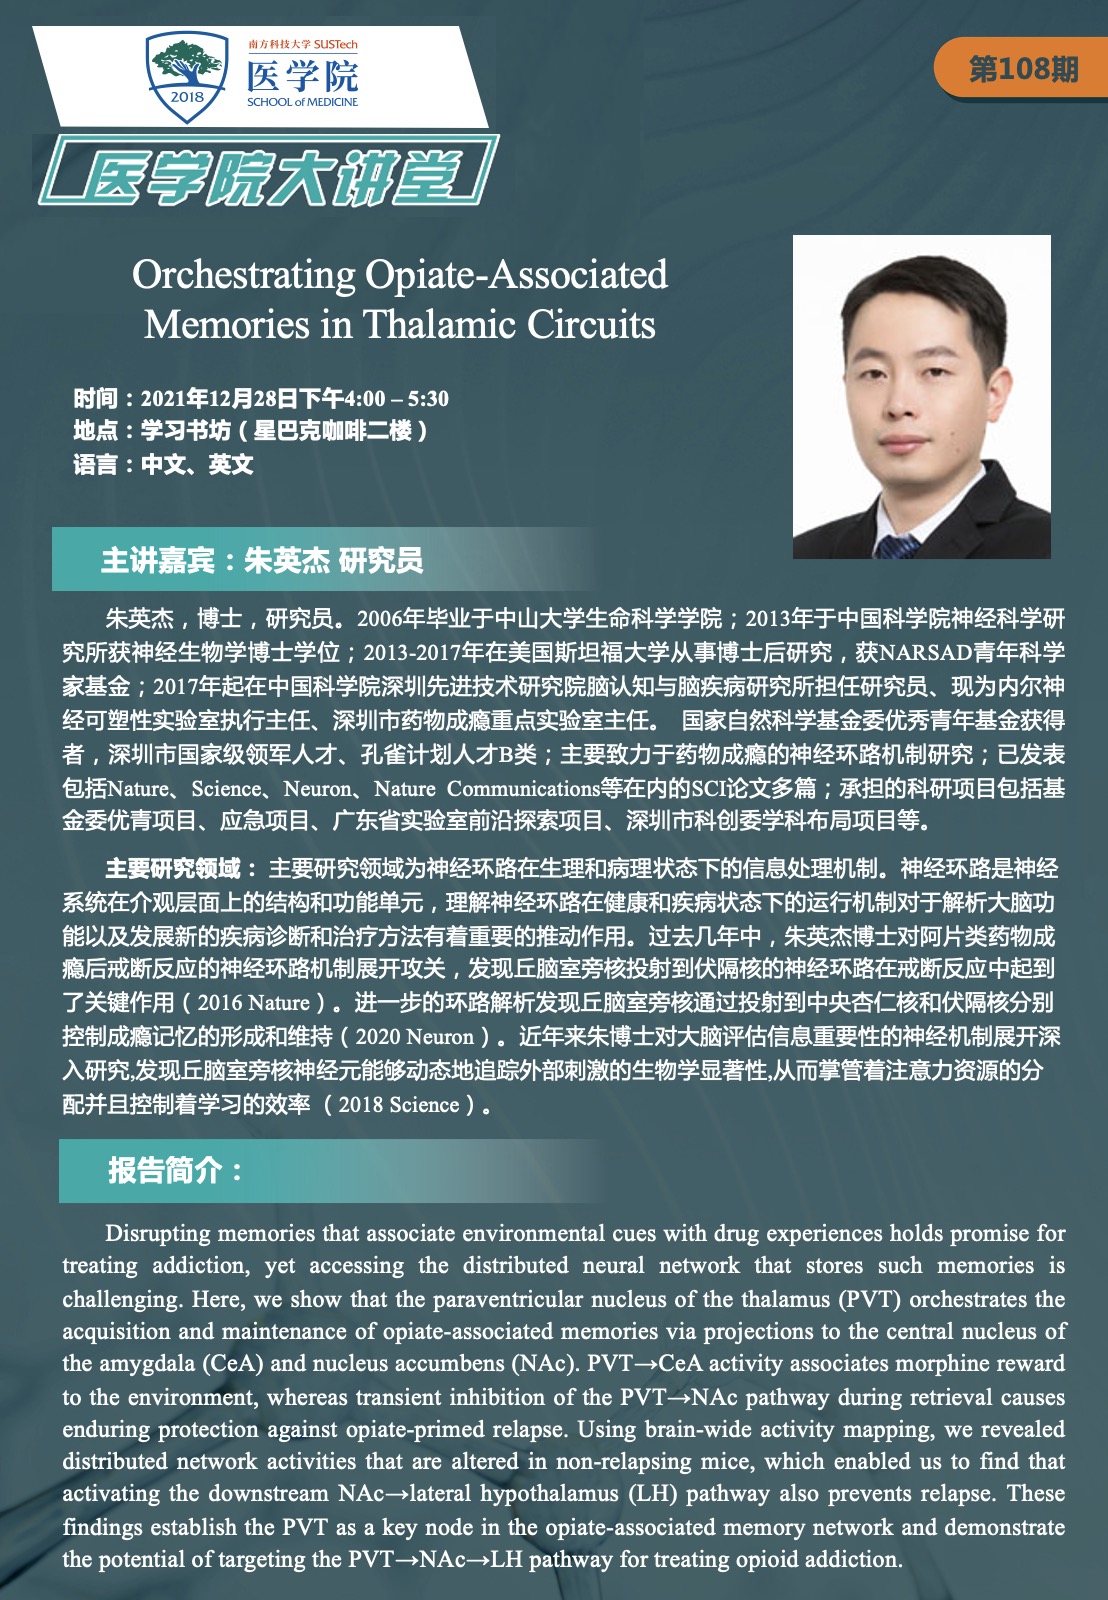 南方科技大学 SUSTech
医学院
SCHOOL of MEDICINE
2018
第108期
医学院大讲堂
Orchestrating Opiate-Associated
Memories in Thalamic Circuits
时间：2021年12月28日下午4:00 – 5:30
地点：学习书坊（星巴克咖啡二楼）
语言：中文、英文
主讲嘉宾：朱英杰 研究员
朱英杰，博士，研究员。2006年毕业于中山大学生命科学学院；2013年于中国科学院神经科学研
究所获神经生物学博士学位；2013-2017年在美国斯坦福大学从事博士后研究，获NARSAD青年科学
家基金；2017年起在中国科学院深圳先进技术研究院脑认知与脑疾病研究所担任研究员、现为内尔神
经可塑性实验室执行主任、深圳市药物成瘾重点实验室主任。 国家自然科学基金委优秀青年基金获得
者，深圳市国家级领军人才、孔雀计划人才B类；主要致力于药物成瘾的神经环路机制研究；已发表
包括Nature、Science、Neuron、Nature Communications等在内的SCI论文多篇；承担的科研项目包括基
金委优青项目、应急项目、广东省实验室前沿探索项目、深圳市科创委学科布局项目等。
主要研究领域： 主要研究领域为神经环路在生理和病理状态下的信息处理机制。神经环路是神经
系统在介观层面上的结构和功能单元，理解神经环路在健康和疾病状态下的运行机制对于解析大脑功
能以及发展新的疾病诊断和治疗方法有着重要的推动作用。过去几年中，朱英杰博士对阿片类药物成
瘾后戒断反应的神经环路机制展开攻关，发现丘脑室旁核投射到伏隔核的神经环路在戒断反应中起到
了关键作用（2016 Nature）。进一步的环路解析发现丘脑室旁核通过投射到中央杏仁核和伏隔核分别
控制成瘾记忆的形成和维持（2020 Neuron）。近年来朱博士对大脑评估信息重要性的神经机制展开深
入研究,发现丘脑室旁核神经元能够动态地追踪外部刺激的生物学显著性,从而掌管着注意力资源的分
配并且控制着学习的效率 （2018 Science）。
报告简介：
Disrupting memories that associate environmental cues with drug experiences holds promise for
treating addiction, yet accessing the distributed neural network that stores such memories is
challenging. Here, we show that the paraventricular nucleus of the thalamus (PVT) orchestrates the
acquisition and maintenance of opiate-associated memories via projections to the central nucleus of
the amygdala (CeA) and nucleus accumbens (NAc). PVT→CeA activity associates morphine reward
to the environment, whereas transient inhibition of the PVT→NAc pathway during retrieval causes
enduring protection against opiate-primed relapse. Using brain-wide activity mapping, we revealed
distributed network activities that are altered in non-relapsing mice, which enabled us to find that
activating the downstream NAc→lateral hypothalamus (LH) pathway also prevents relapse. These
findings establish the PVT as a key node in the opiate-associated memory network and demonstrate
the potential of targeting the PVT→NAc→LH pathway for treating opioid addiction.